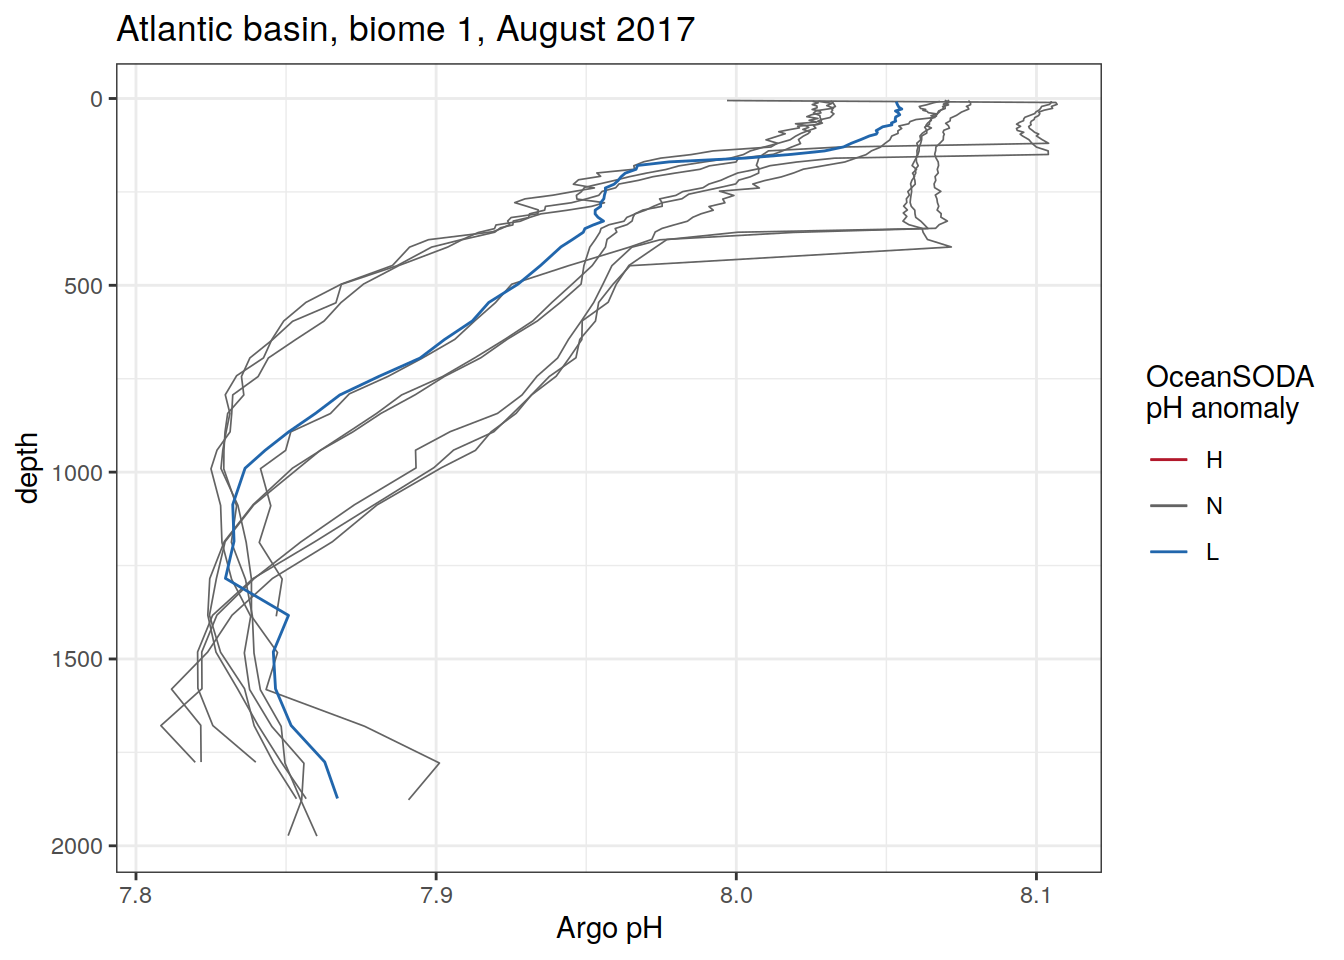 Atlantic basin, biome 1, August 2017
0
500
1000
1500
2000
depth
7.8
7.9
8.0
8.1
Argo pH
OceanSODA
pH anomaly
H
N
L